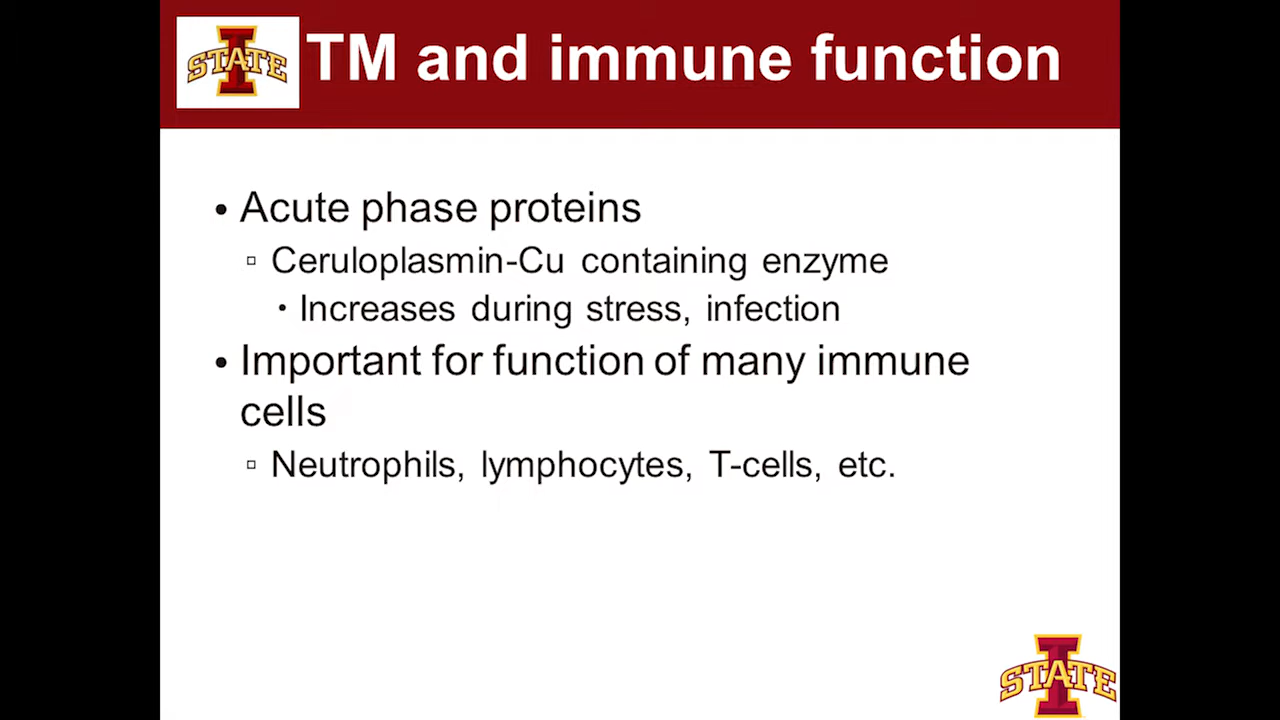 STATE
TM and immune function
• Acute phase proteins
▫ Ceruloplasmin-Cu containing enzyme
• Increases during stress, infection
• Important for function of many immune
cells
▫ Neutrophils, lymphocytes, T-cells, etc.
I
STATE